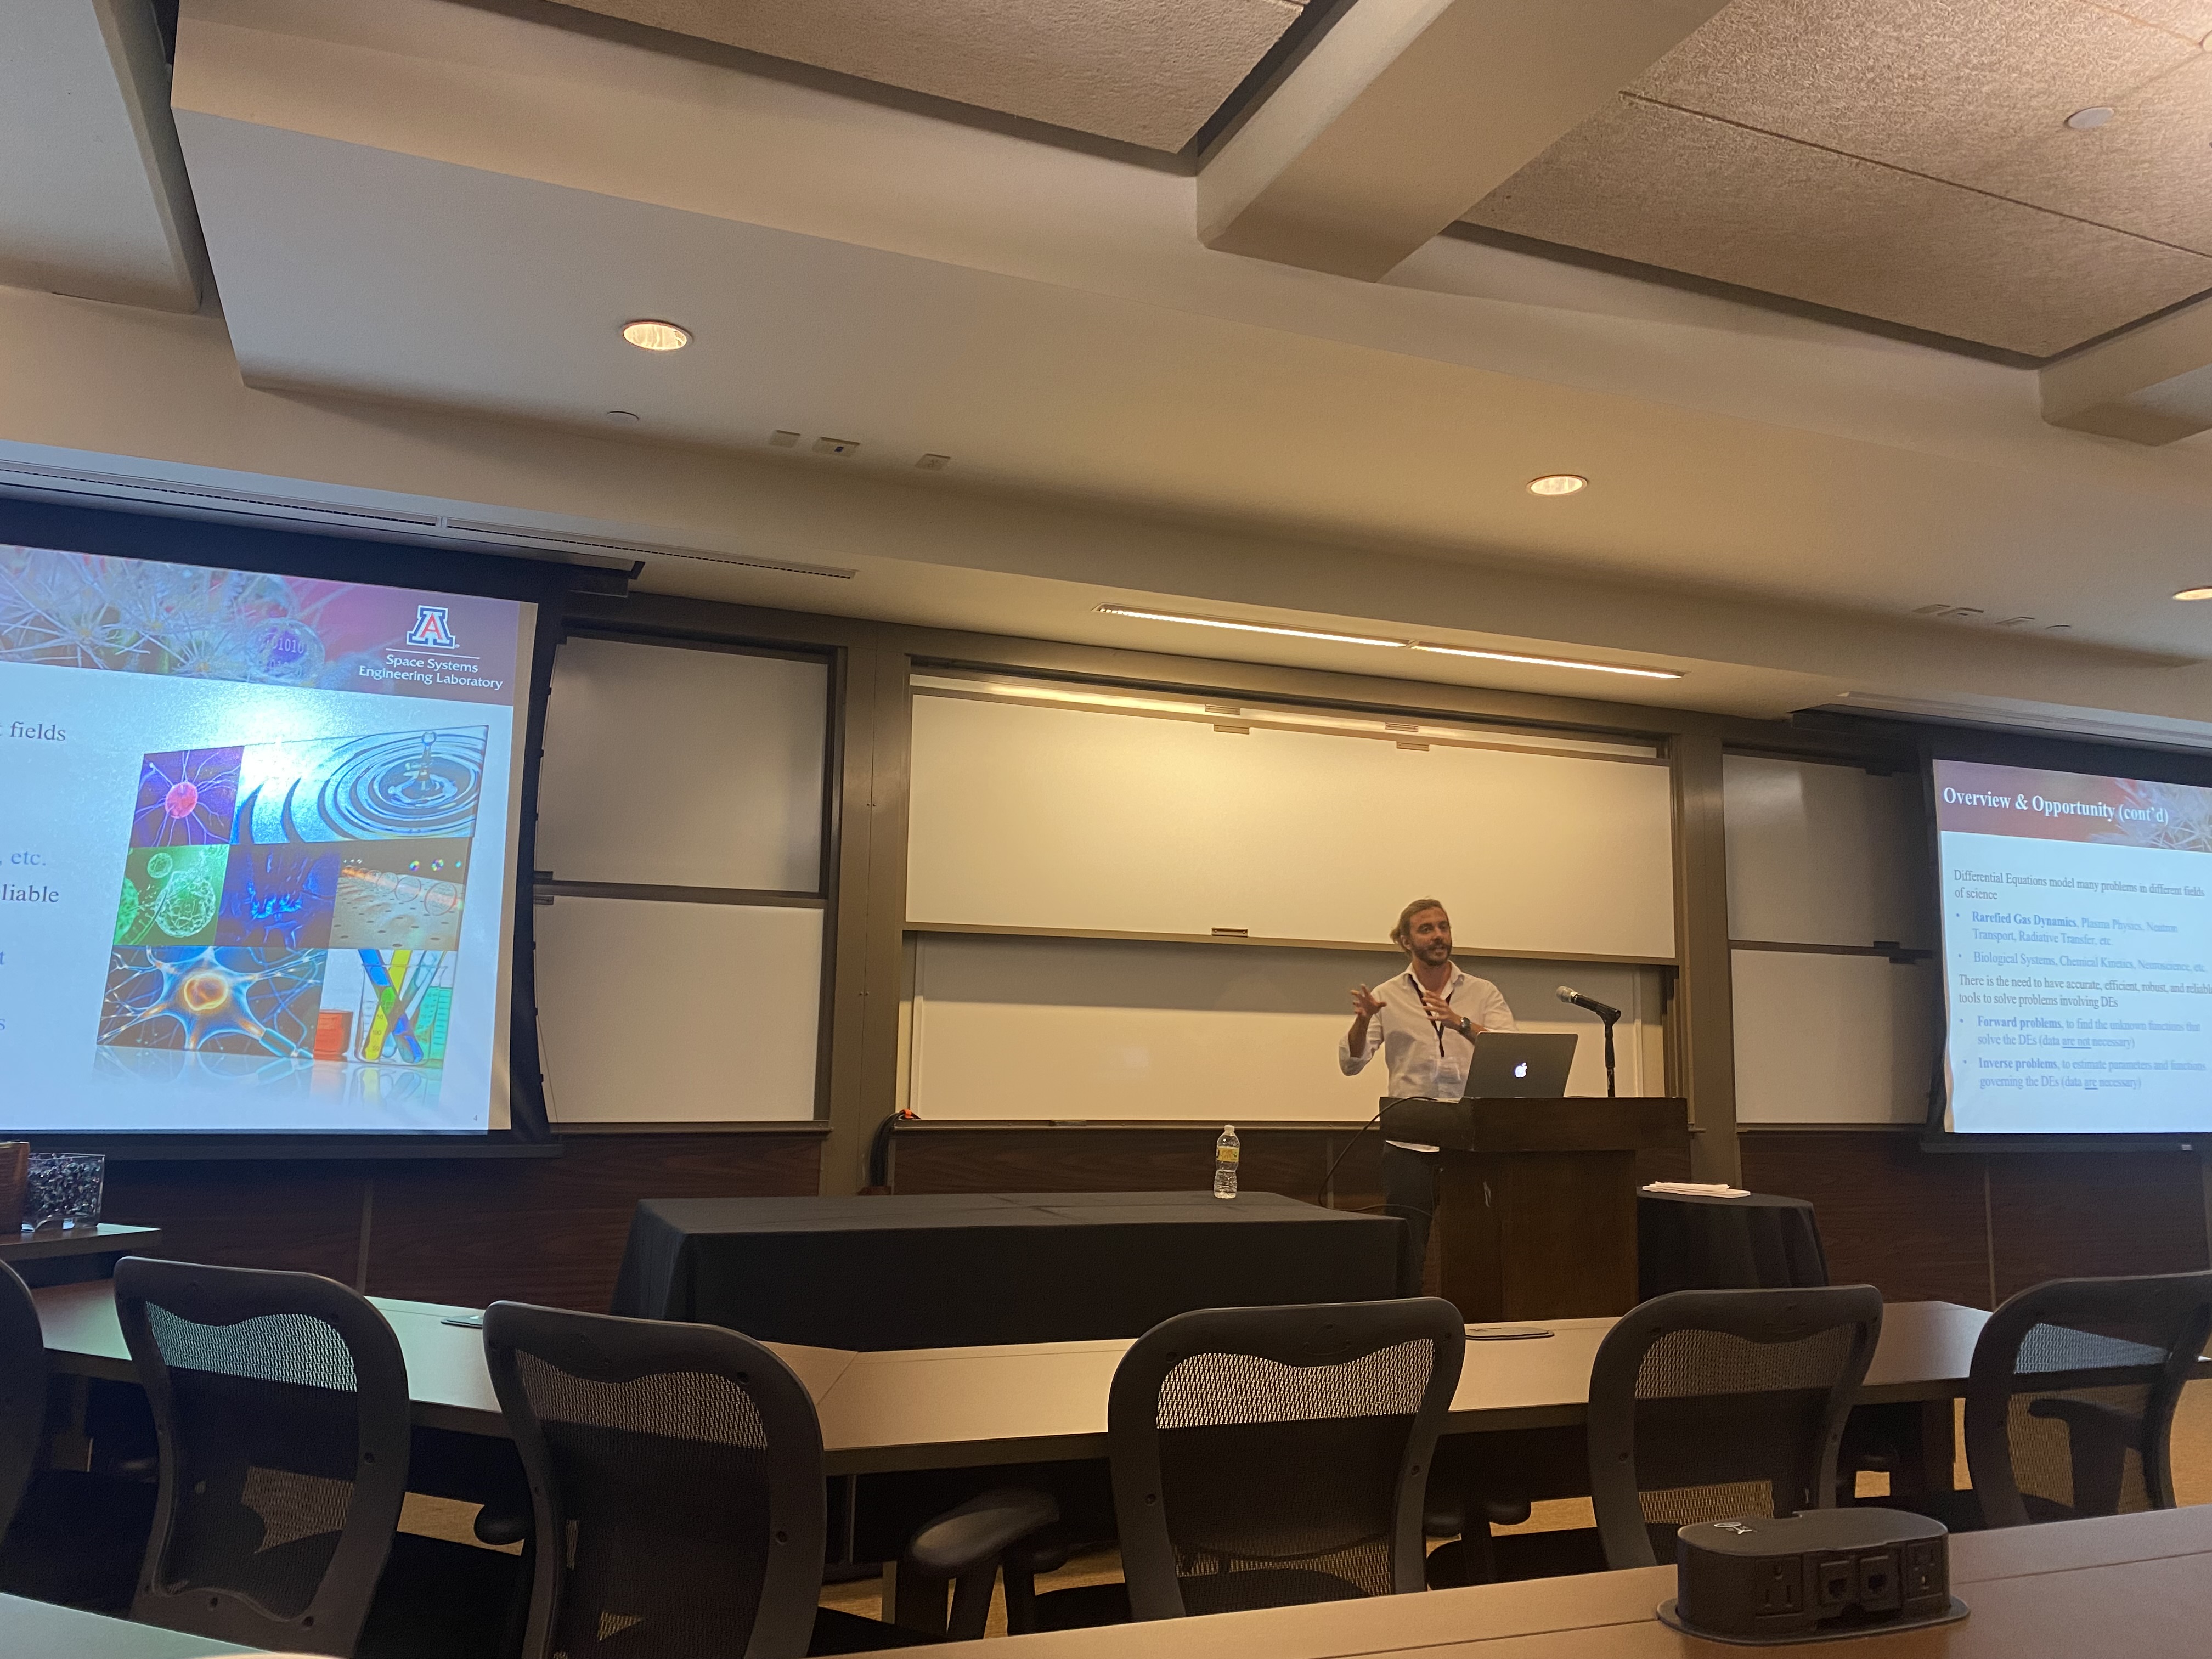 A
Space Systems
Engineering Laboratory
t fields
, etc.
liable
t
s
4
Overview & Opportunity (cont'd)
Differential Equations model many problems in different fields
of science
• Rarefied Gas Dynamics, Plasma Physics, Neutron
Transport, Radiative Transfer, etc.
• Biological Systems, Chemical Kinetics, Neuroscience, etc.
There is the need to have accurate, efficient, robust, and reliable
tools to solve problems involving DEs
• Forward problems, to find the unknown functions that
solve the DEs (data are not necessary)
• Inverse problems, to estimate parameters and functions
governing the DEs (data are necessary)